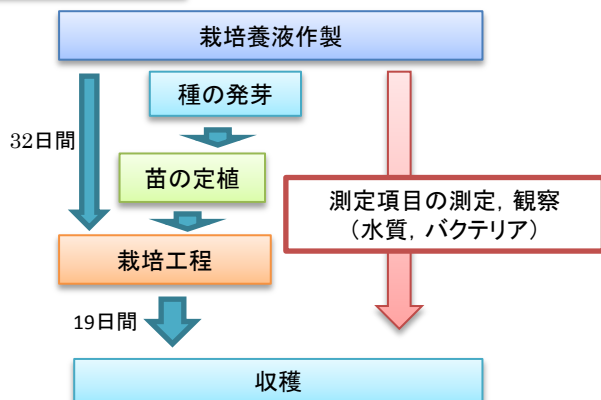 栽培養液作製
種の発芽
32日間
苗の定植
測定項目の測定，観察
（水質，バクテリア）
栽培工程
19日間
収穫